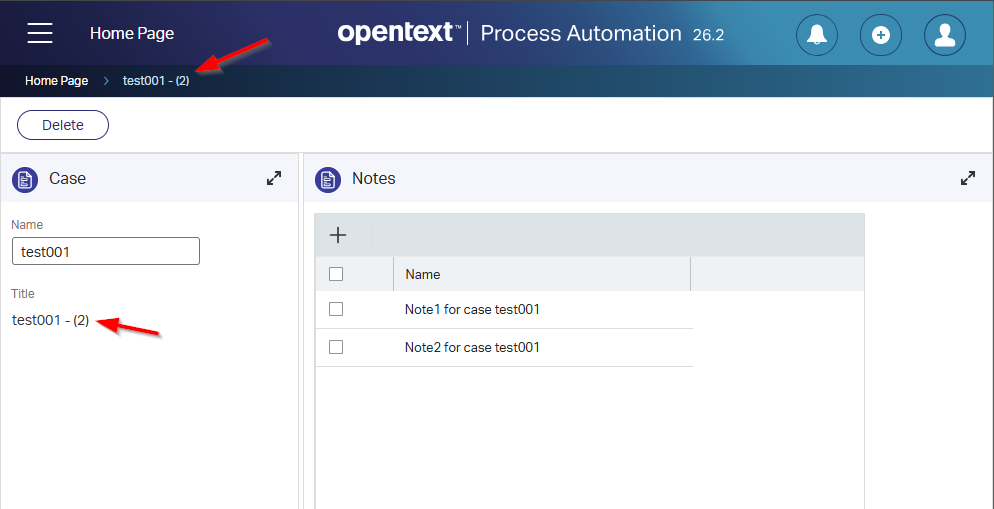 Home Page
opentext™ | Process Automation 26.2
Home Page > test001 - (2)
Delete
Case
Notes
Name
test001
Title
test001 - (2)
+
Name
Note1 for case test001
Note2 for case test001